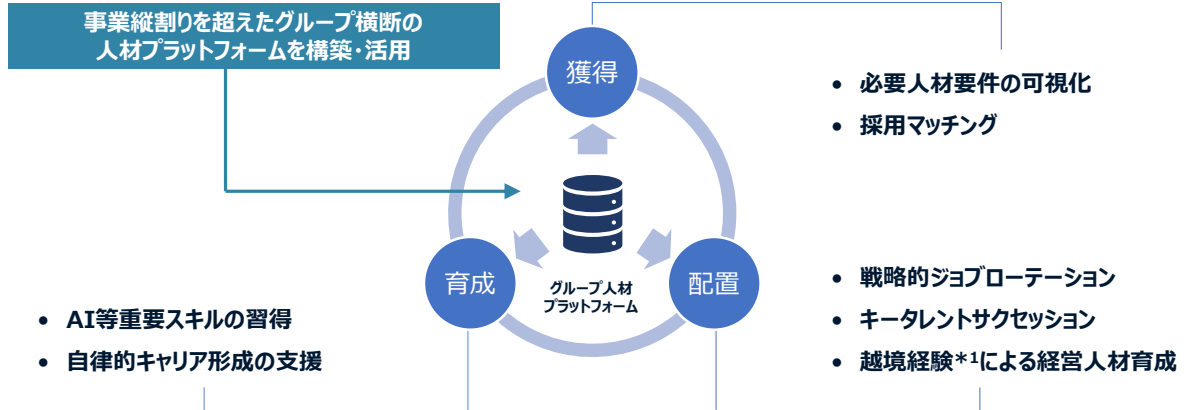 事業縦割りを超えたグループ横断の
人材プラットフォームを構築・活用
獲得
• 必要人材要件の可視化
• 採用マッチング
育成
配置
グループ人材
プラットフォーム
• AI等重要スキルの習得
• 自律的キャリア形成の支援
• 戦略的ジョブローテーション
• キータレントサクセッション
• 越境経験*1による経営人材育成